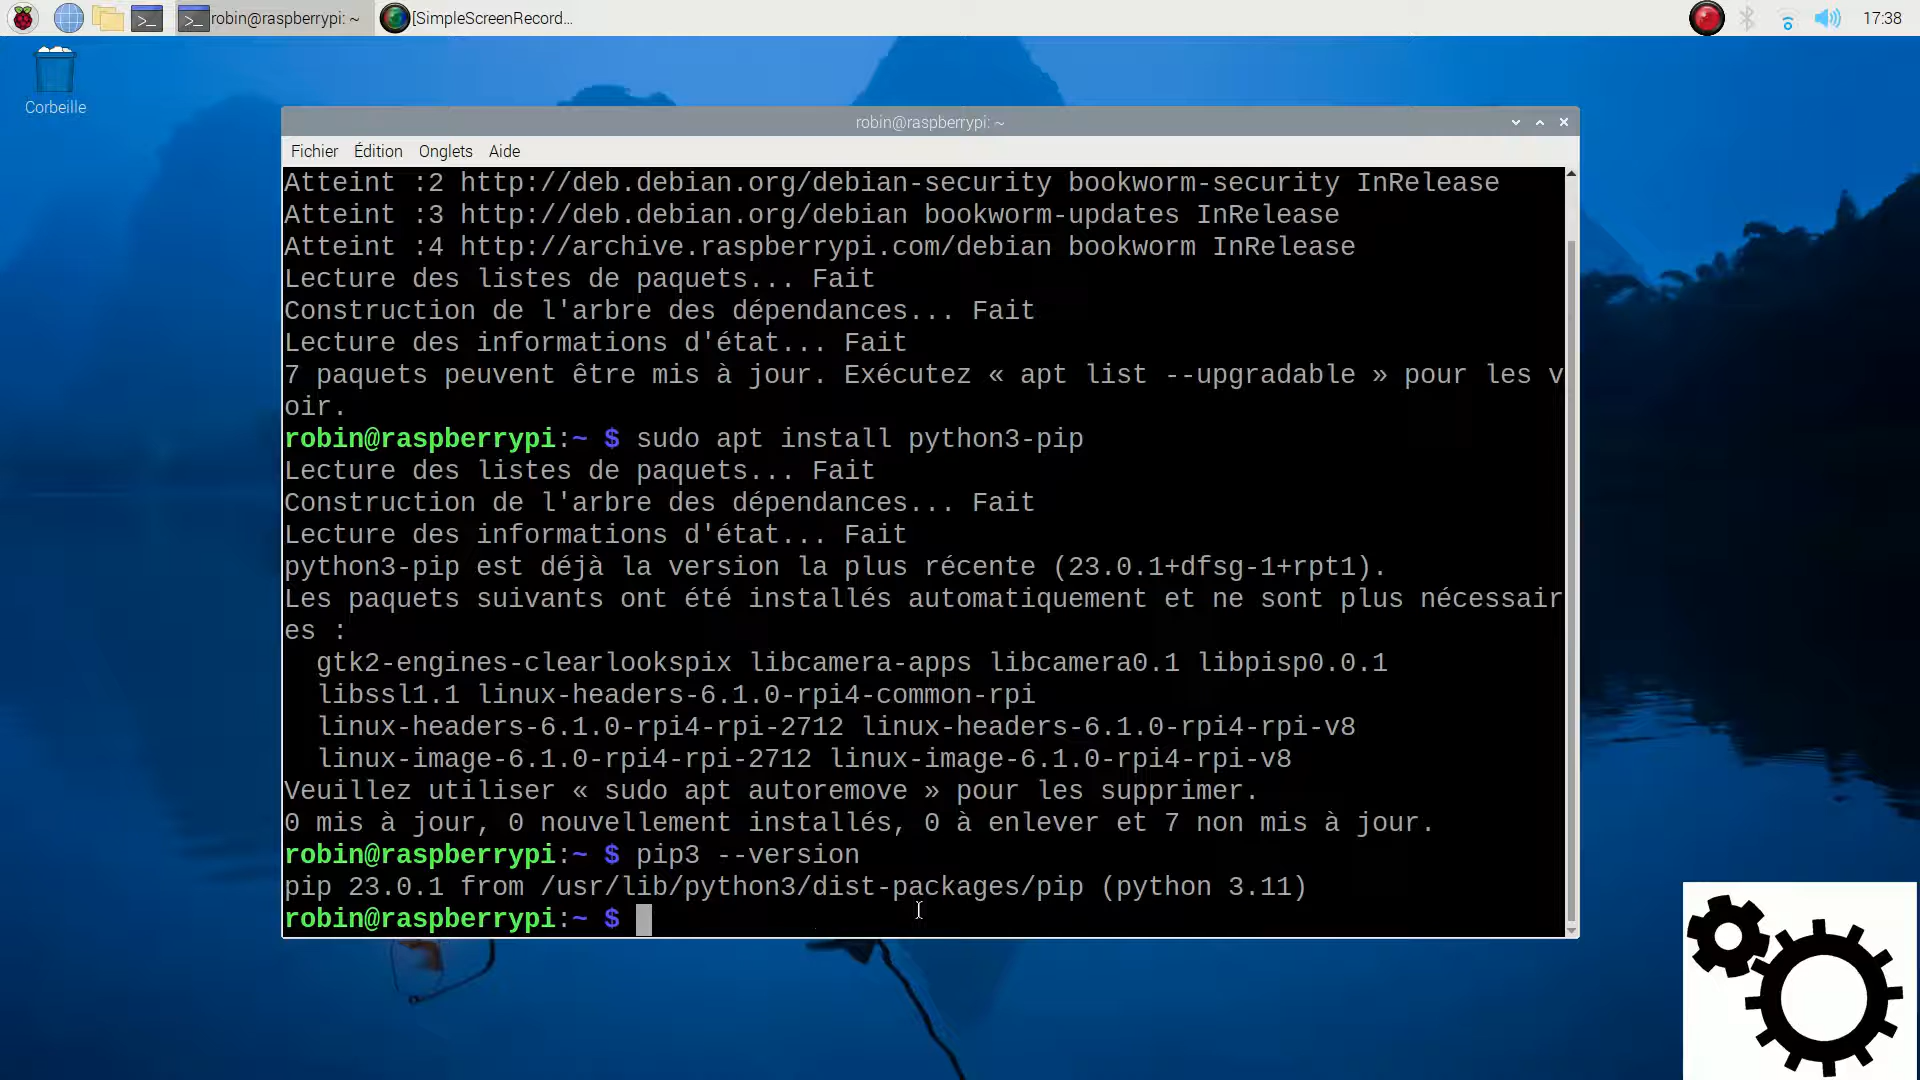 robin@raspberrypi: ~
[SimpleScreenRecord...
17:38
Corbeille
robin@raspberrypi: ~
Fichier Édition Onglets Aide
Atteint :2 http://deb.debian.org/debian-security bookworm-security InRelease
Atteint :3 http://deb.debian.org/debian bookworm-updates InRelease
Atteint :4 http://archive.raspberrypi.com/debian bookworm InRelease
Lecture des listes de paquets... Fait
Construction de l'arbre des dépendances... Fait
Lecture des informations d'état... Fait
7 paquets peuvent être mis à jour. Exécutez « apt list --upgradable » pour les v
oir.
robin@raspberrypi:~ $ sudo apt install python3-pip
Lecture des listes de paquets... Fait
Construction de l'arbre des dépendances... Fait
Lecture des informations d'état... Fait
python3-pip est déjà la version la plus récente (23.0.1+dfsg-1+rpt1).
Les paquets suivants ont été installés automatiquement et ne sont plus nécessair
es :
  gtk2-engines-clearlookspix libcamera-apps libcamera0.1 libpisp0.0.1
  libssl1.1 linux-headers-6.1.0-rpi4-common-rpi
  linux-headers-6.1.0-rpi4-rpi-2712 linux-headers-6.1.0-rpi4-rpi-v8
  linux-image-6.1.0-rpi4-rpi-2712 linux-image-6.1.0-rpi4-rpi-v8
Veuillez utiliser « sudo apt autoremove » pour les supprimer.
0 mis à jour, 0 nouvellement installés, 0 à enlever et 7 non mis à jour.
robin@raspberrypi:~ $ pip3 --version
pip 23.0.1 from /usr/lib/python3/dist-packages/pip (python 3.11)
robin@raspberrypi:~ $